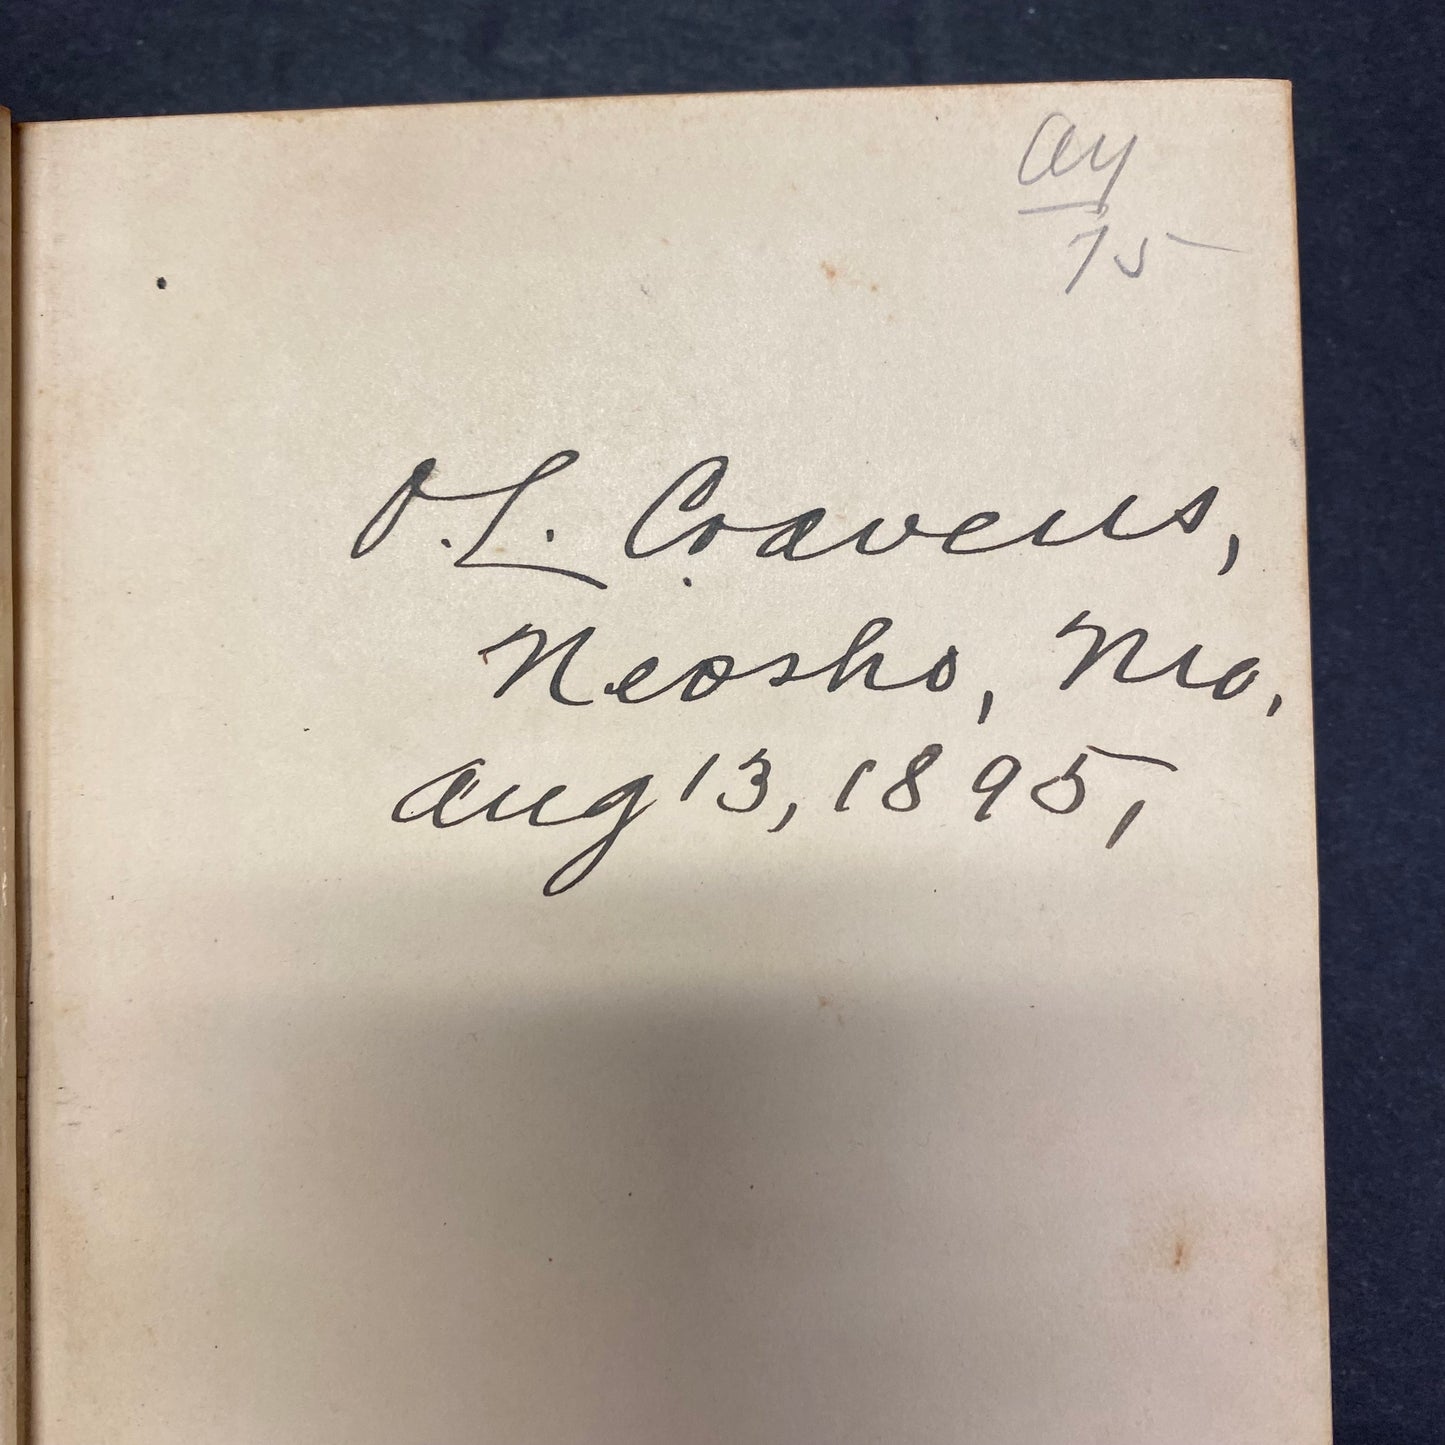 ay
75
O.L. Cravens,
Neosho, Mo,
Aug 13, 1895,